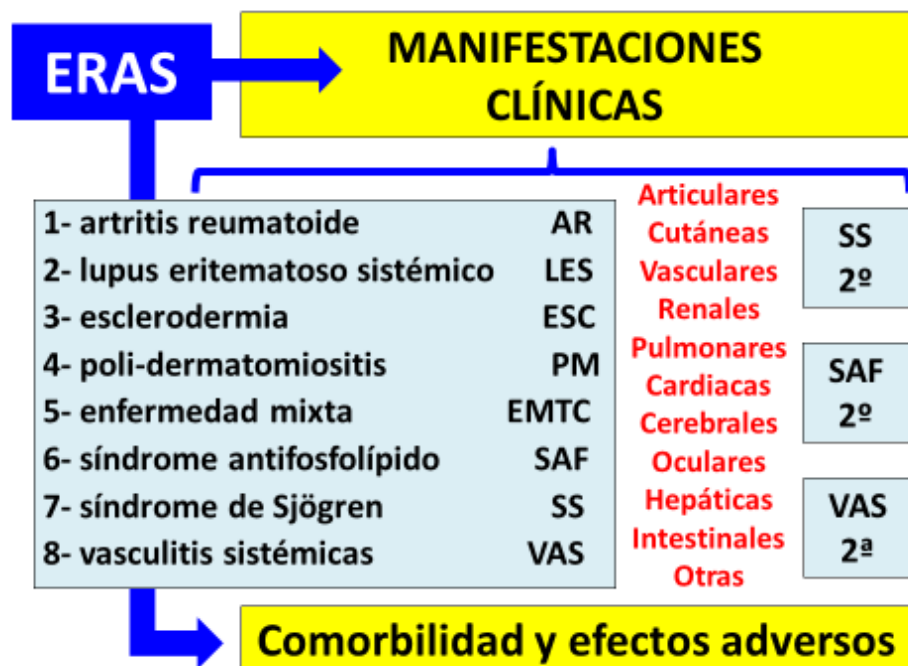 ERAS
MANIFESTACIONES
CLÍNICAS
1- artritis reumatoide AR
2- lupus eritematoso sistémico LES
3- esclerodermia ESC
4- poli-dermatomiositis PM
5- enfermedad mixta EMTC
6- síndrome antifosfolípido SAF
7- síndrome de Sjögren SS
8- vasculitis sistémicas VAS
Articulares
Cutáneas
Vasculares
Renales
Pulmonares
Cardiacas
Cerebrales
Oculares
Hepáticas
Intestinales
Otras
SS
2º
SAF
2º
VAS
2ª
Comorbilidad y efectos adversos